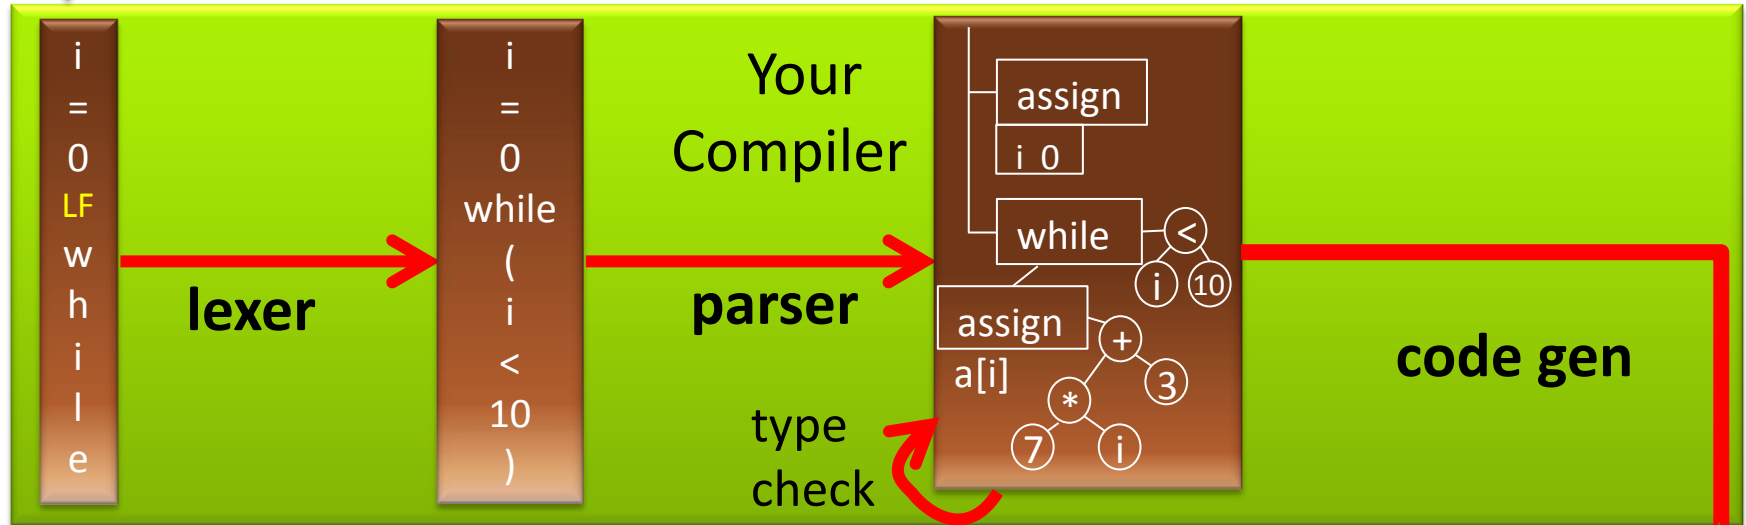 i
=
0
LF
w
h
i
l
e
lexer
i
=
0
while
(
i
<
10
)
Your
Compiler
parser
type
check
assign
i 0
while
<
i
10
assign
a[i]
+
3
*
7
i
code gen